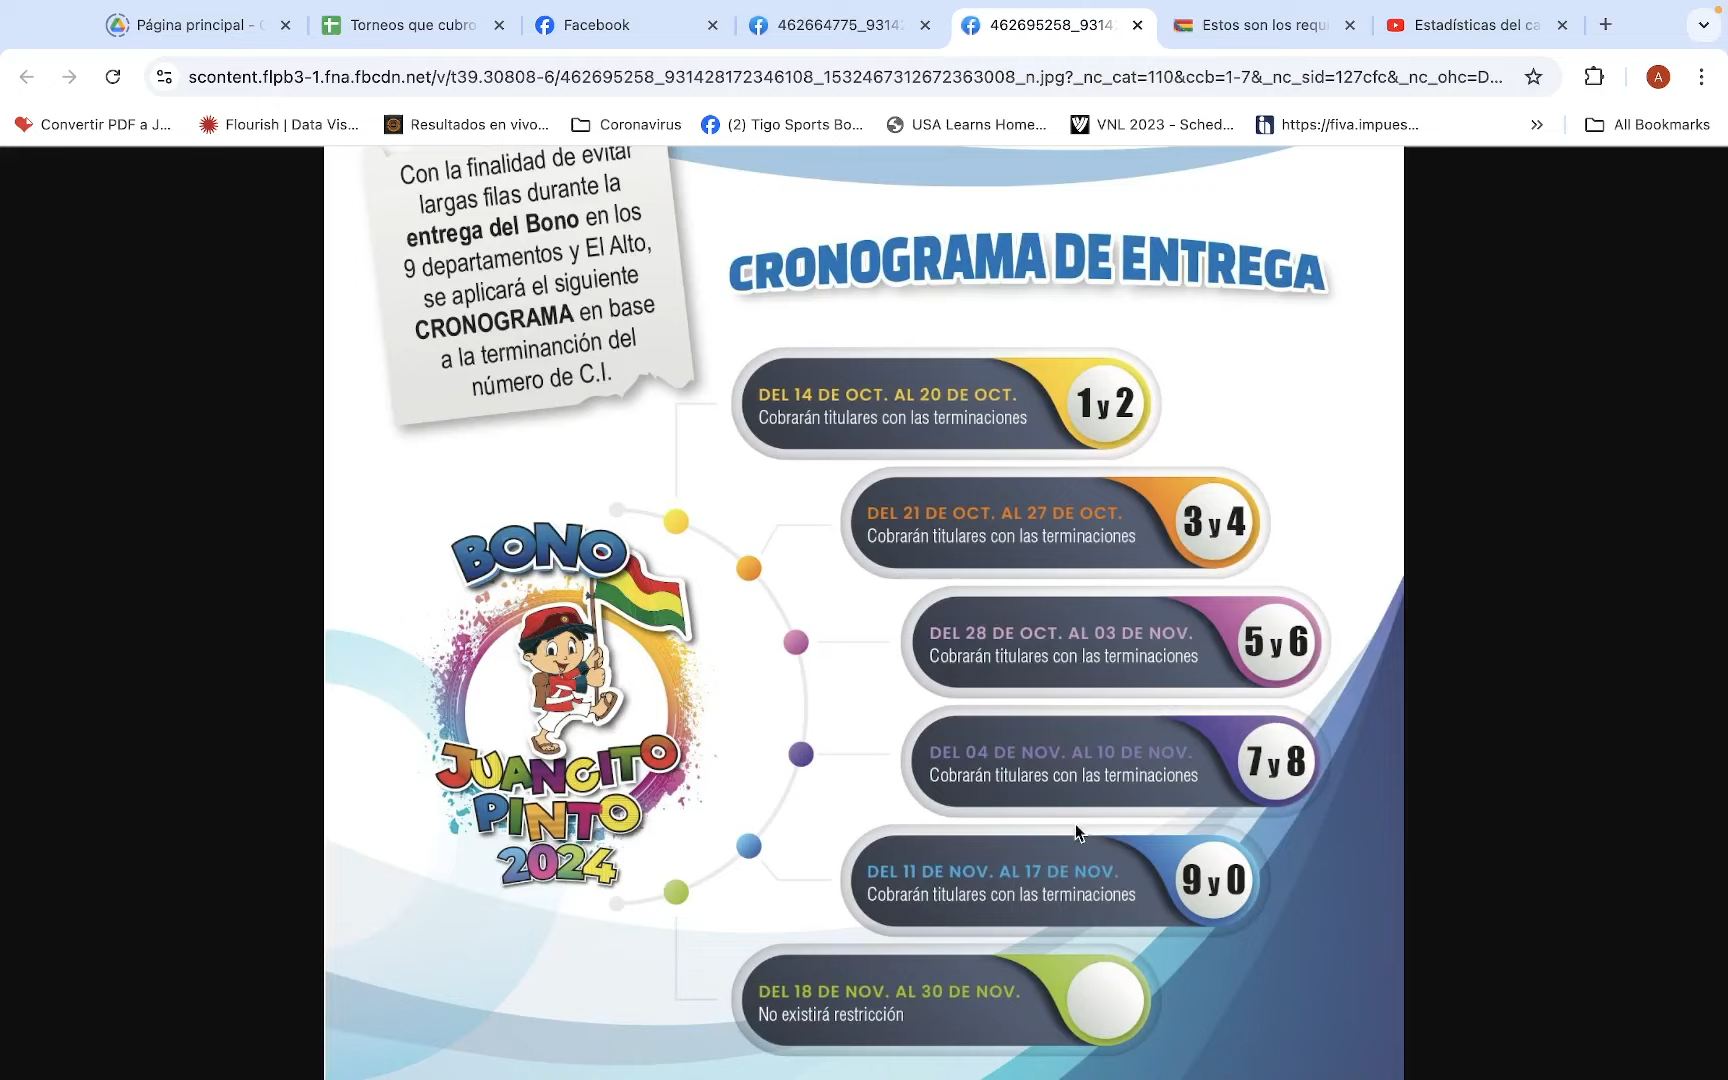 Página principal - 
Torneos que cubro
Facebook
462664775_9314
462695258_9314
Estos son los requ
Estadísticas del ca
scontent.flpb3-1.fna.fbcdn.net/v/t39.30808-6/462695258_931428172346108_1532467312672363008_n.jpg?_nc_cat=110&ccb=1-7&_nc_sid=127cfc&_nc_ohc=D...
A
Convertir PDF a J...
Flourish | Data Vis...
Resultados en vivo...
Coronavirus
(2) Tigo Sports Bo...
USA Learns Home...
VNL 2023 - Sched...
https://fiva.impues...
All Bookmarks
Con la finalidad de evitar
largas filas durante la
entrega del Bono en los
9 departamentos y El Alto,
se aplicará el siguiente
CRONOGRAMA en base
a la terminanción del
número de C.I.
CRONOGRAMA DE ENTREGA
DEL 14 DE OCT. AL 20 DE OCT.
Cobrarán titulares con las terminaciones
1 y 2
DEL 21 DE OCT. AL 27 DE OCT.
Cobrarán titulares con las terminaciones
3 y 4
DEL 28 DE OCT. AL 03 DE NOV.
Cobrarán titulares con las terminaciones
5 y 6
DEL 04 DE NOV. AL 10 DE NOV.
Cobrarán titulares con las terminaciones
7 y 8
DEL 11 DE NOV. AL 17 DE NOV.
Cobrarán titulares con las terminaciones
9 y 0
DEL 18 DE NOV. AL 30 DE NOV.
No existirá restricción
BONO
JUANCITO
PINTO
2024